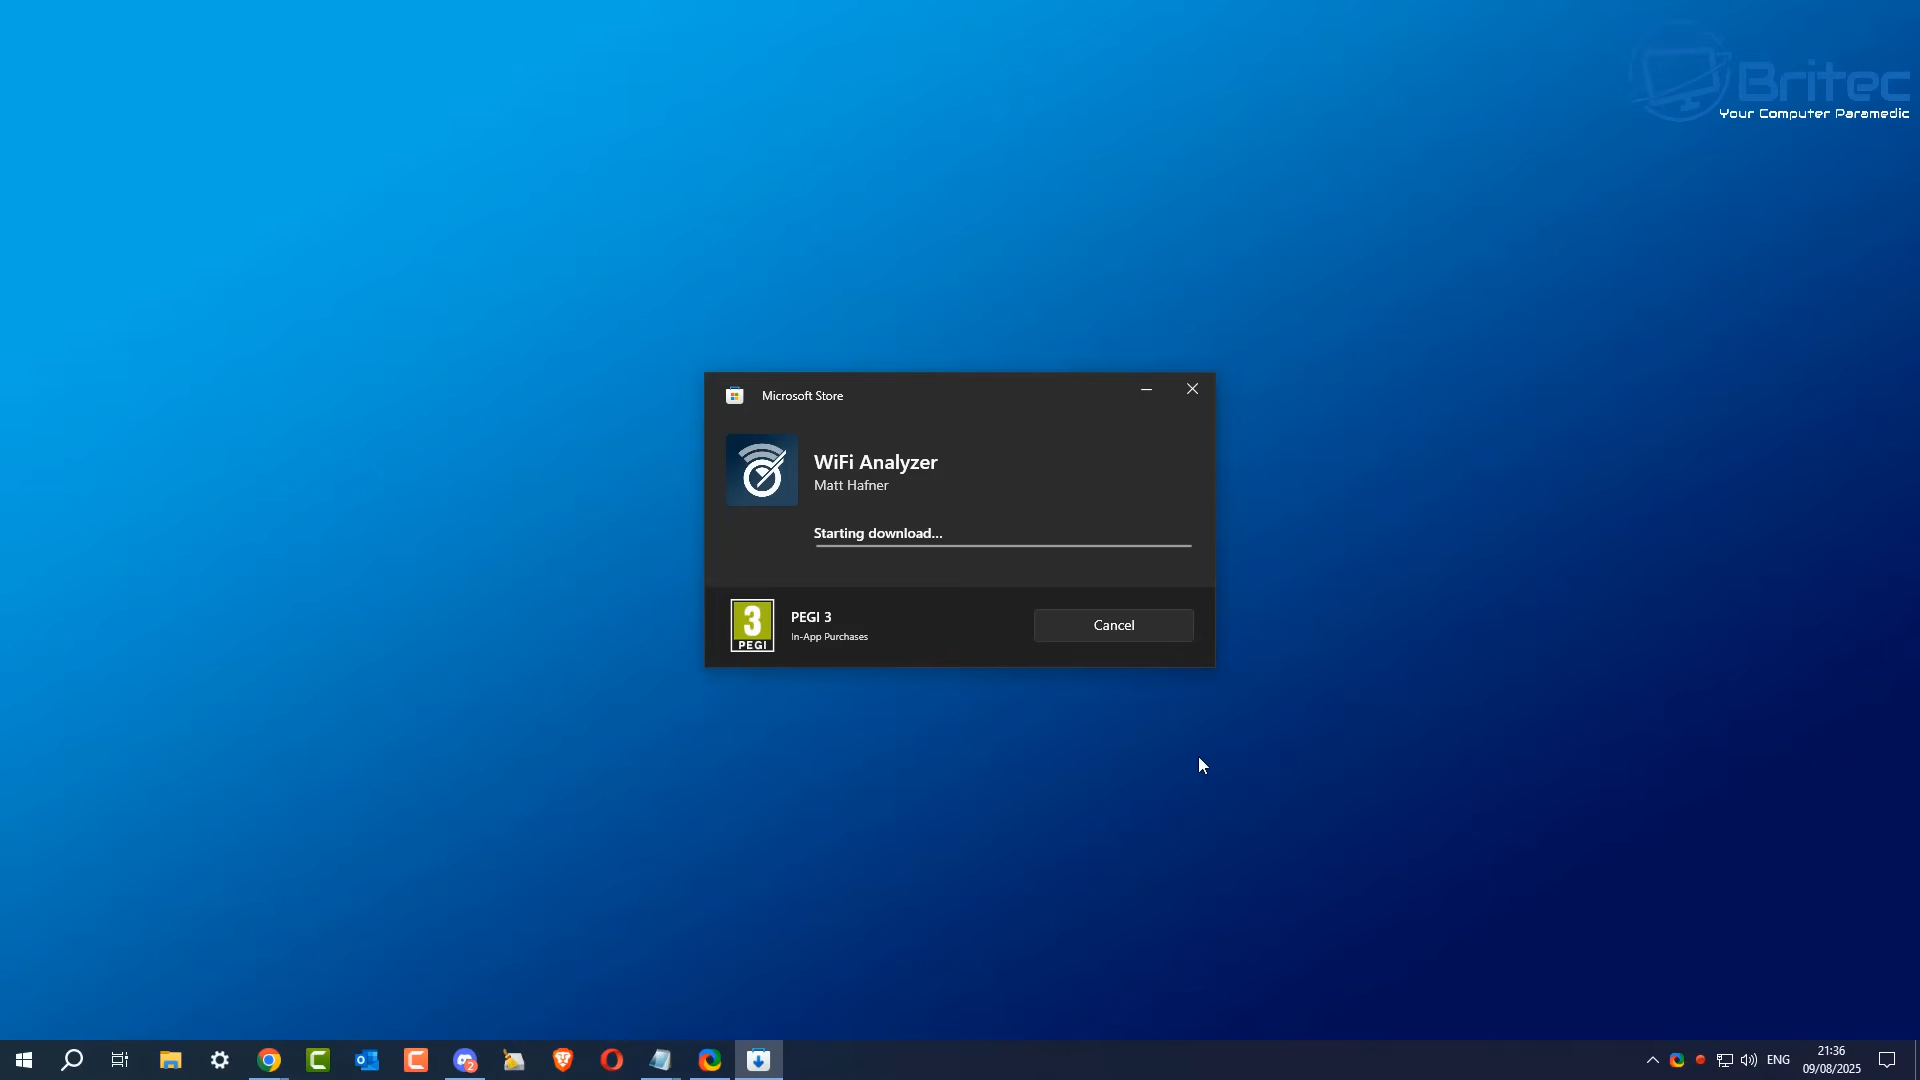 Britec
Your Computer Paramedic
Microsoft Store
WiFi Analyzer
Matt Hafner
Starting download...
3
PEGI
PEGI 3
In-App Purchases
Cancel
2
ENG
21:36
09/08/2025